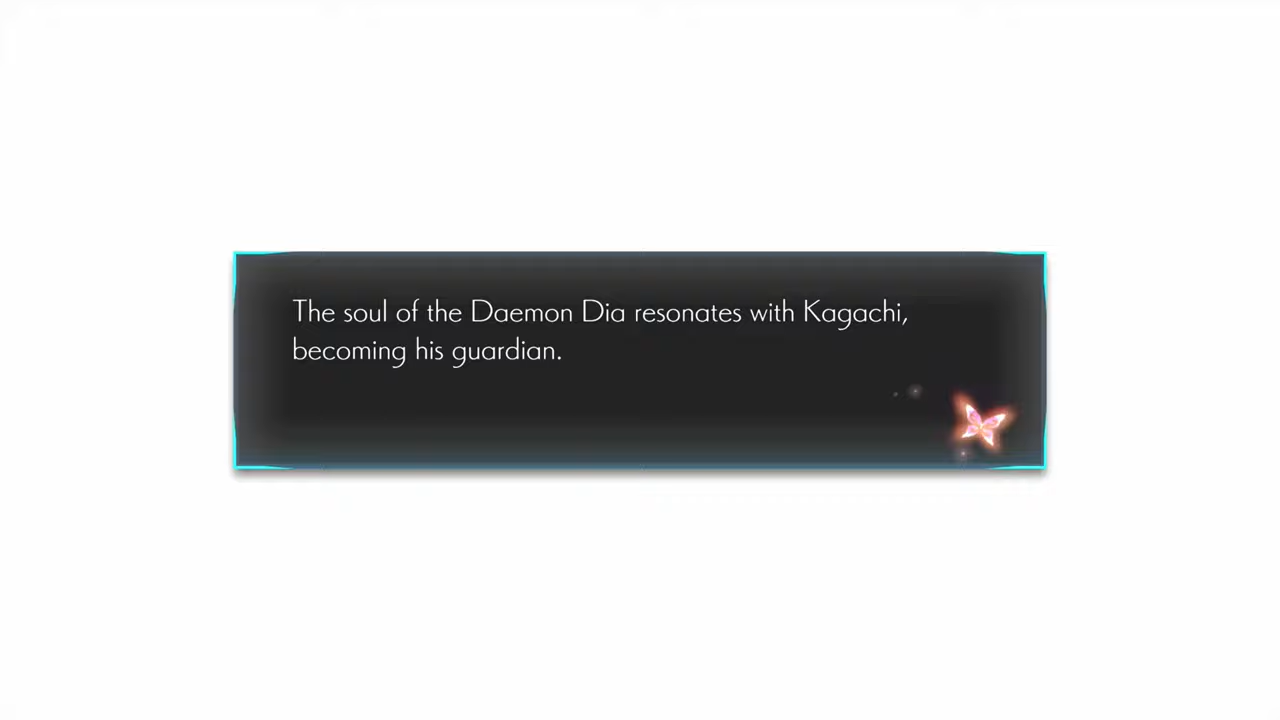 The soul of the Daemon Dia resonates with Kagachi,
becoming his guardian.